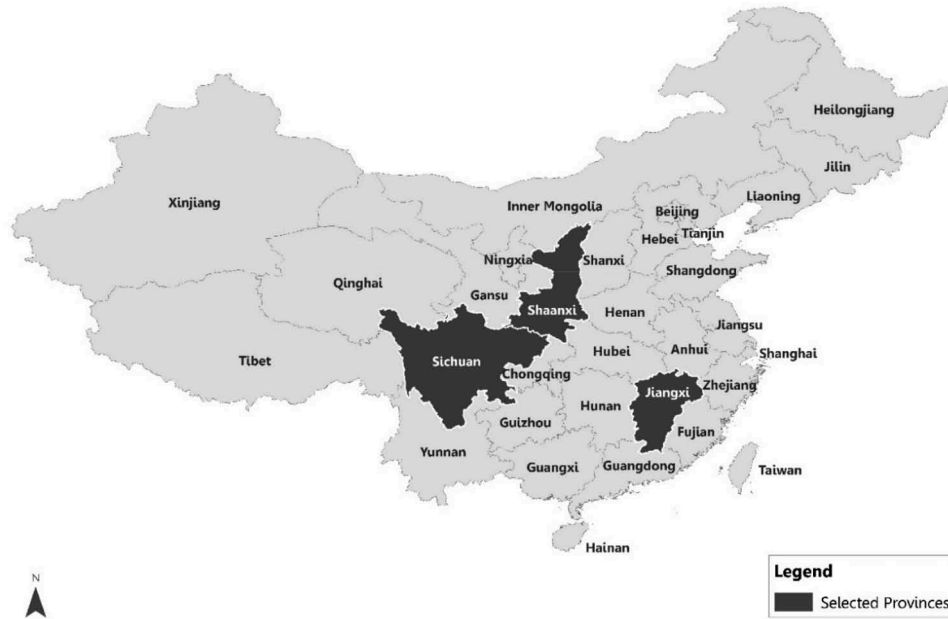 Heilongjiang
Jilin
Liaoning
Xinjiang
Inner Mongolla
Beijing
Tianjin
Hebei
Ningxia
Shanxi
Shangdong
Qinghai
Gansu
Shaanxi
Henan
Jiangsu
Tibet
Sichuan
Hubei
Anhui
Shanghai
Chongqing
Zhejiang
Jiangxi
Hunan
Guizhou
Fujian
Yunnan
Guangxi
Guangdong
Taiwan
Hainan
N
Legend
Selected Provinces